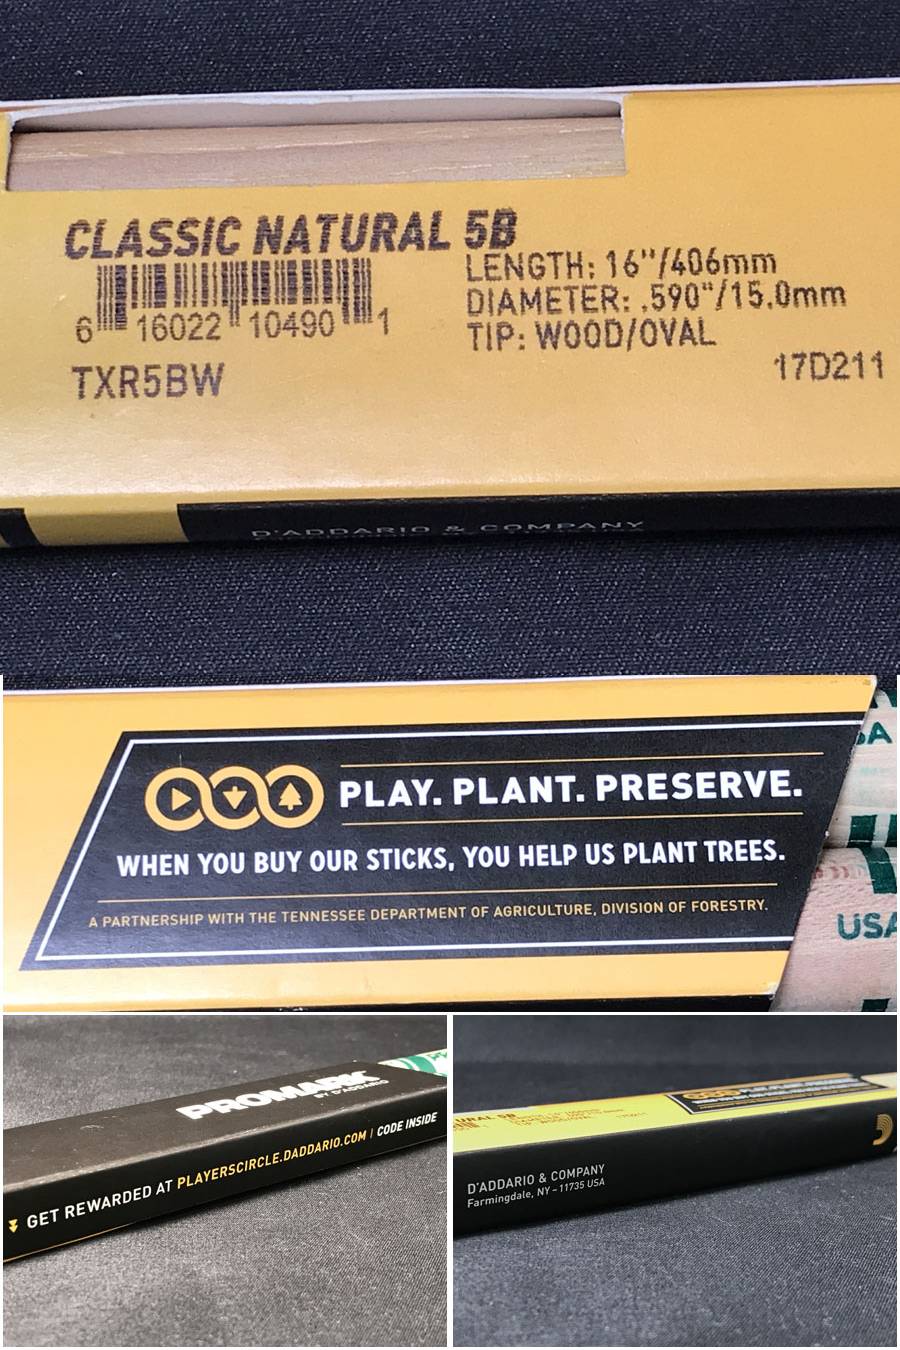 CLASSIC NATURAL 5B
6 16022 10490 1
TXR5BW
LENGTH: 16"/406mm
DIAMETER: .590"/15.0mm
TIP: WOOD/OVAL
17D211
D'ADDARIO & COMPANY
PLAY. PLANT. PRESERVE.
WHEN YOU BUY OUR STICKS, YOU HELP US PLANT TREES.
A PARTNERSHIP WITH THE TENNESSEE DEPARTMENT OF AGRICULTURE, DIVISION OF FORESTRY.
USA
PROMARK
BY D'ADDARIO
GET REWARDED AT PLAYERSCIRCLE.DADDARIO.COM | CODE INSIDE
D'ADDARIO & COMPANY
Farmingdale, NY – 11735 USA